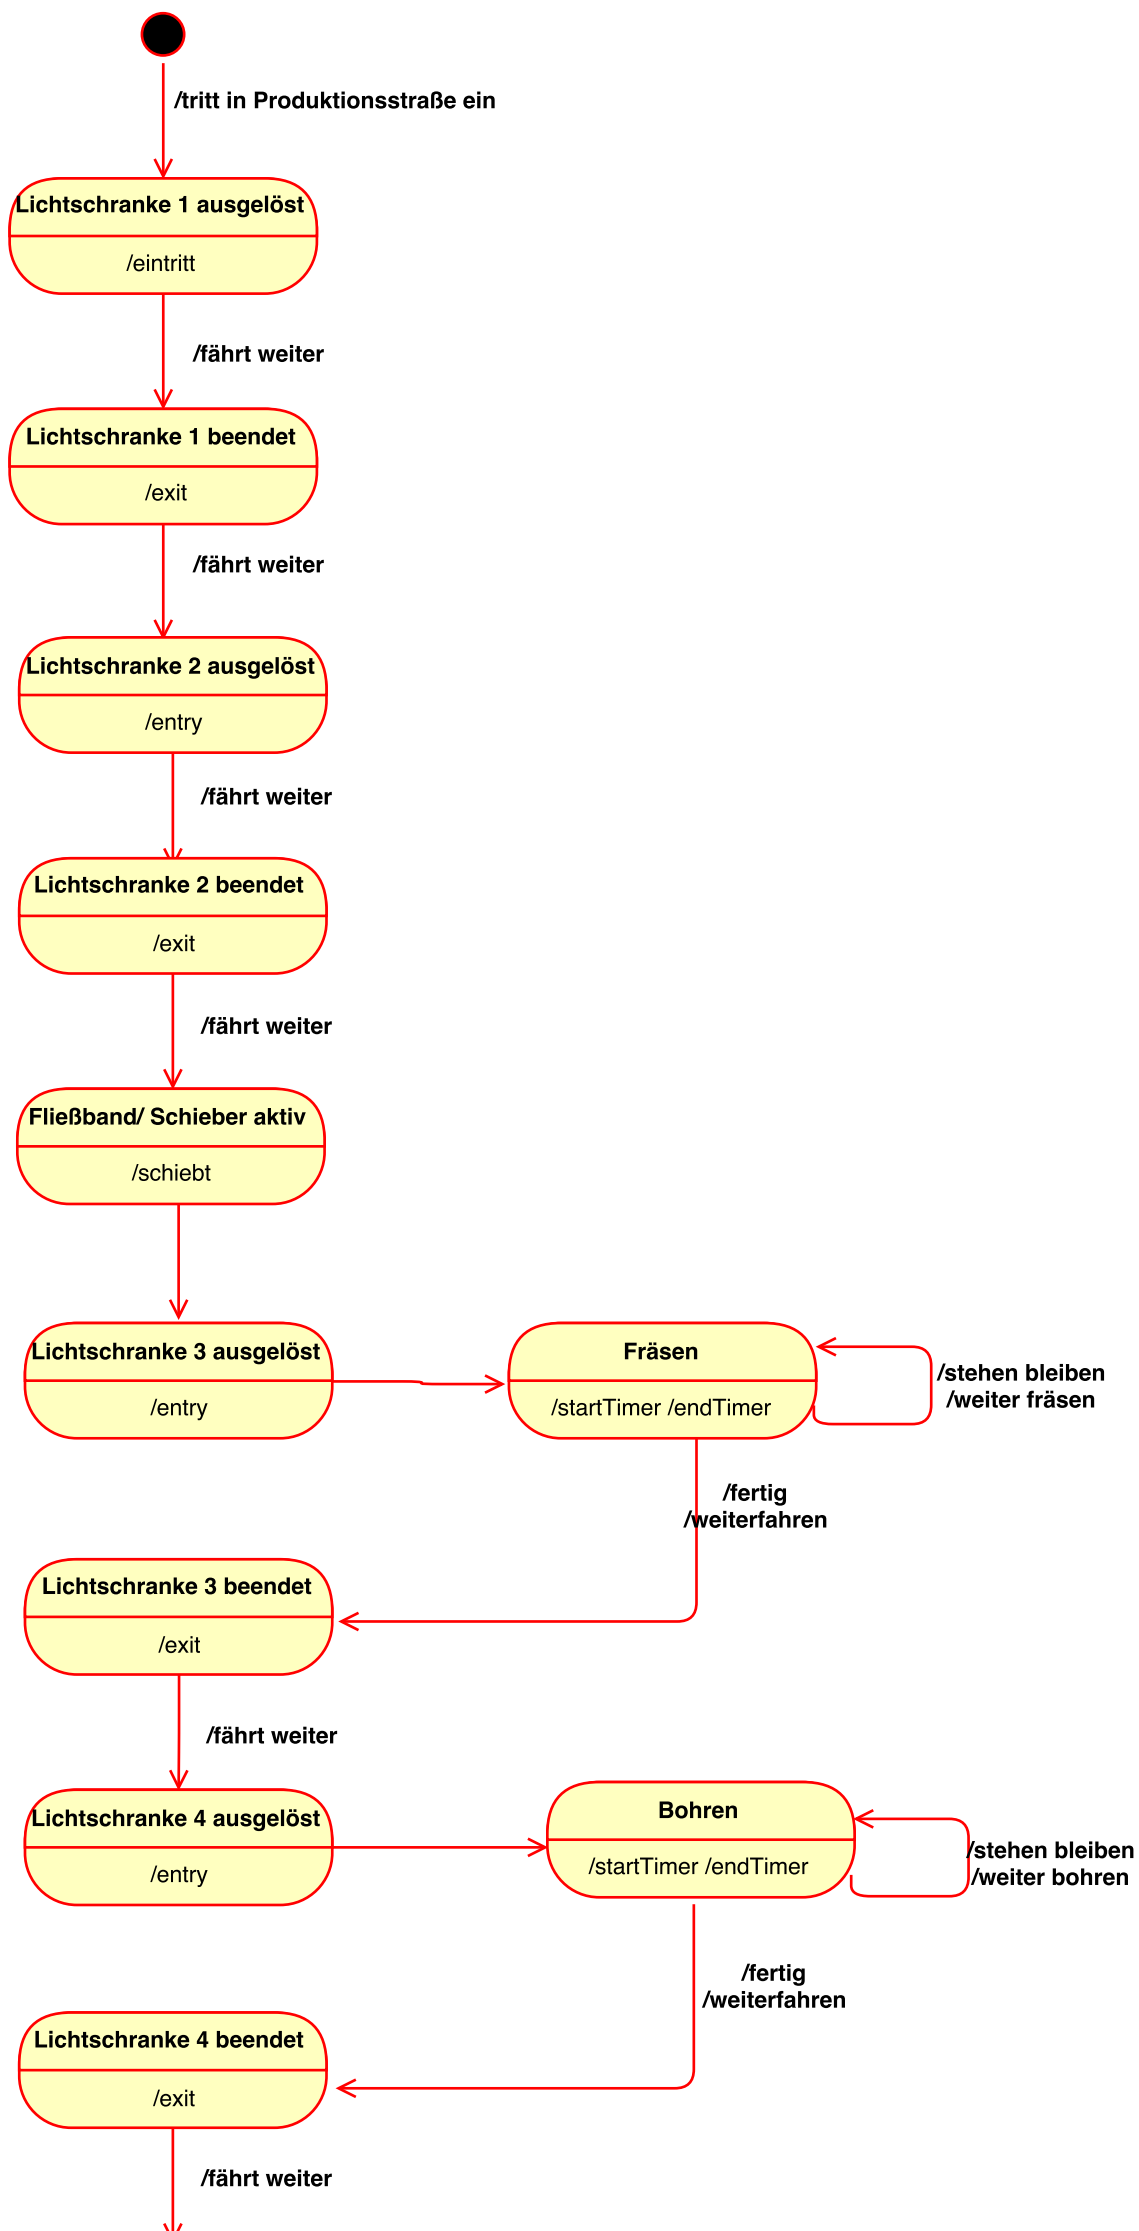 /tritt in Produktionsstraße ein
Lichtschranke 1 ausgelöst
/eintritt
/fährt weiter
Lichtschranke 1 beendet
/exit
/fährt weiter
Lichtschranke 2 ausgelöst
/entry
/fährt weiter
Lichtschranke 2 beendet
/exit
/fährt weiter
Fließband/ Schieber aktiv
/schiebt
Lichtschranke 3 ausgelöst
/entry
Fräsen
/startTimer /endTimer
/stehen bleiben
/weiter fräsen
/fertig
/weiterfahren
Lichtschranke 3 beendet
/exit
/fährt weiter
Lichtschranke 4 ausgelöst
/entry
Bohren
/startTimer /endTimer
/stehen bleiben
/weiter bohren
/fertig
/weiterfahren
Lichtschranke 4 beendet
/exit
/fährt weiter